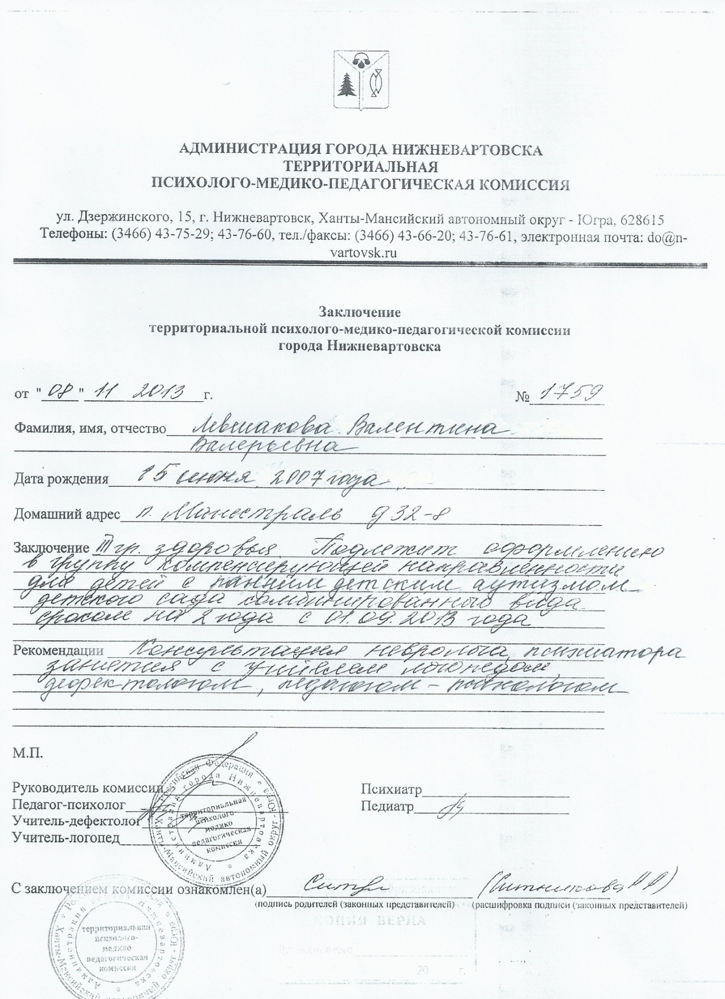 АДМИНИСТРАЦИЯ ГОРОДА НИЖНЕВАРТОВСКА
ТЕРРИТОРИАЛЬНАЯ
ПСИХОЛОГО-МЕДИКО-ПЕДАГОГИЧЕСКАЯ КОМИССИЯ
ул. Дзержинского, 15, г. Нижневартовск, Ханты-Мансийский автономный округ - Югра, 628615
Телефоны: (3466) 43-75-29; 43-76-60, тел./факсы: (3466) 43-66-20; 43-76-61, электронная почта: do@n-
vartovsk.ru
Заключение
территориальной психолого-медико-педагогической комиссии
города Нижневартовска
от "08" 11 2013 г. № 1759
Фамилия, имя, отчество Левшакова Валентина
Валерьевна
Дата рождения 15 июня 2007 года
Домашний адрес п. Магистраль д 32-8
Заключение III гр. здоровья. Подлежит оформлению
в группу компенсирующей направленности
для детей с ранним детским аутизмом
детского сада комбинированного вида
сроком на 2 года с 01.09.2013 года
Рекомендации Консультация невролога, психиатора
занятия с учителем логопедом,
дефектологом, педагогом-психологом
М.П.
Руководитель комиссии
Психиатр
Педагог-психолог
Педиатр
Учитель-дефектолог
Учитель-логопед
Российская Федерация * Ханты-Мансийский автономный округ - Югра
Администрация города Нижневартовска *
территориальная
психолого-
медико
педагогическая
комиссия
С заключением комиссии ознакомлен(а) (Ситникова
(подпись родителей (законных представителей) (расшифровка подписи (законных представителей)
КОПИЯ ВЕРНА
20 г.
Ханты-Мансийский автономный округ - Югра
Администрация города Нижневартовска *
территориальная
психолого-
медико
педагогическая
комиссия